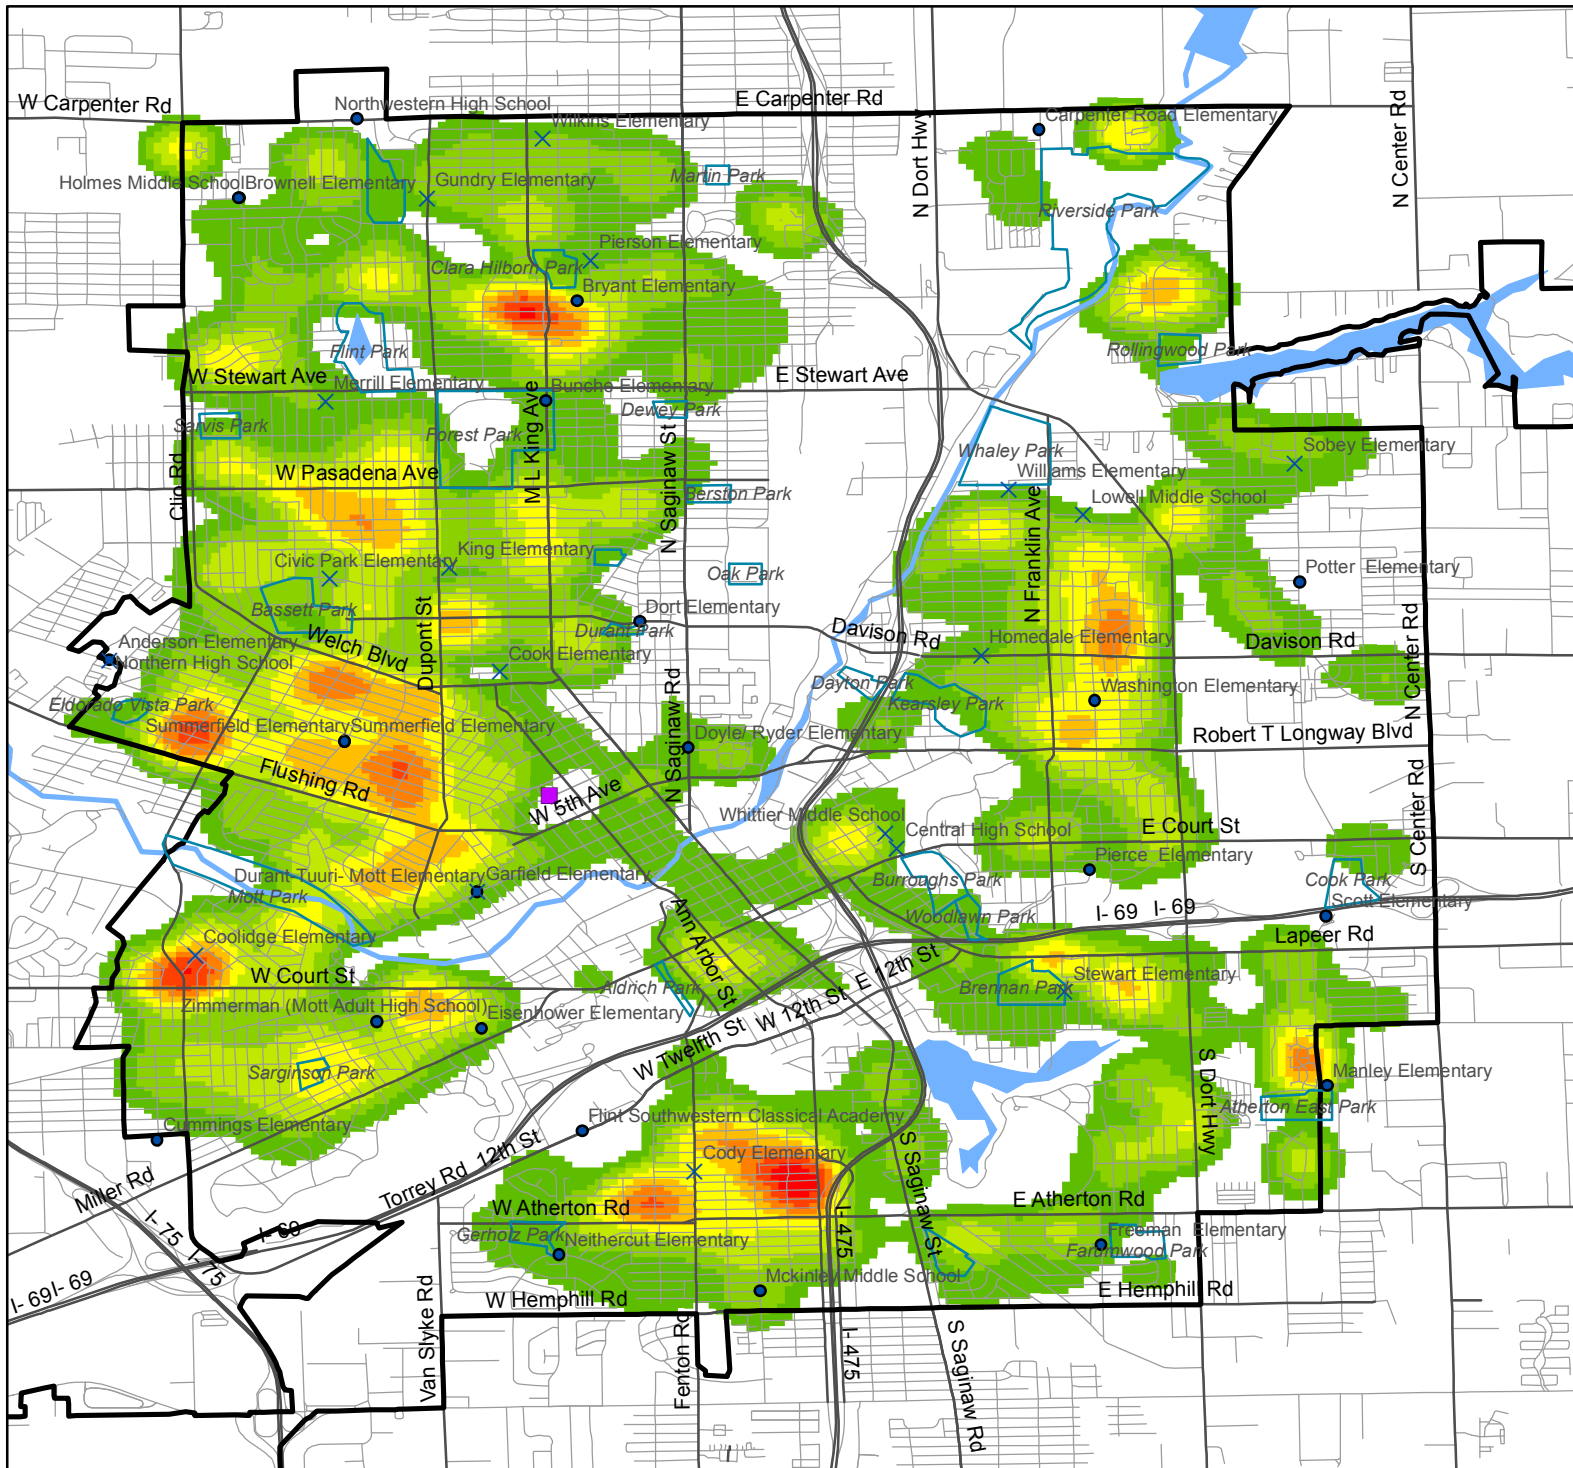 W Carpenter Rd
Northwestern High School
E Carpenter Rd
N Dort Hwy
Carpenter Road Elementary
N Center Rd
Wilkins Elementary
Holmes Middle School
Brownell Elementary
Gundry Elementary
Martin Park
Riverside Park
Pierson Elementary
Clara Hilborn Park
Bryant Elementary
Flint Park
Rollingwood Park
W Stewart Ave
Merrill Elementary
Bunche Elementary
E Stewart Ave
Sarvis Park
Forest Park
M L King Ave
Dewey Park
N Saginaw St
Whaley Park
Sobey Elementary
Clio Rd
W Pasadena Ave
Williams Elementary
Berston Park
Lowell Middle School
N Franklin Ave
Civic Park Elementary
King Elementary
Oak Park
Potter Elementary
Bassett Park
Dort Elementary
Durant Park
Davison Rd
Homedale Elementary
Davison Rd
N Center Rd
Anderson Elementary
Northern High School
Welch Blvd
Dupont St
Cook Elementary
Dayton Park
Kearsley Park
Washington Elementary
Eldorado Vista Park
Summerfield Elementary
Summerfield Elementary
N Saginaw Rd
Doyle/ Ryder Elementary
Robert T Longway Blvd
Flushing Rd
W 5th Ave
Whittier Middle School
Central High School
E Court St
S Center Rd
Pierce Elementary
Durant-Tuuri- Mott Elementary
Garfield Elementary
Mott Park
Burroughs Park
Cook Park
Woodlawn Park
I- 69
I- 69
Scott Elementary
Ann Arbor St
Coolidge Elementary
Lapeer Rd
W Court St
E 12th St
Stewart Elementary
Aldrich Park
Brennan Park
Zimmerman (Mott Adult High School)
Eisenhower Elementary
W 12th St
W Twelfth St
Sarginson Park
S Dort Hwy
Manley Elementary
Atherton East Park
Cummings Elementary
Flint Southwestern Classical Academy
12th St
Cody Elementary
S Saginaw St
Miller Rd
Torrey Rd
W Atherton Rd
E Atherton Rd
I- 75
I- 69
I- 75
Gerholz Park
Neithercut Elementary
I- 475
Freeman Elementary
Farumwood Park
Mckinley Middle School
I- 69
I- 69
W Hemphill Rd
E Hemphill Rd
Van Slyke Rd
Fenton Rd
I- 475
S Saginaw Rd